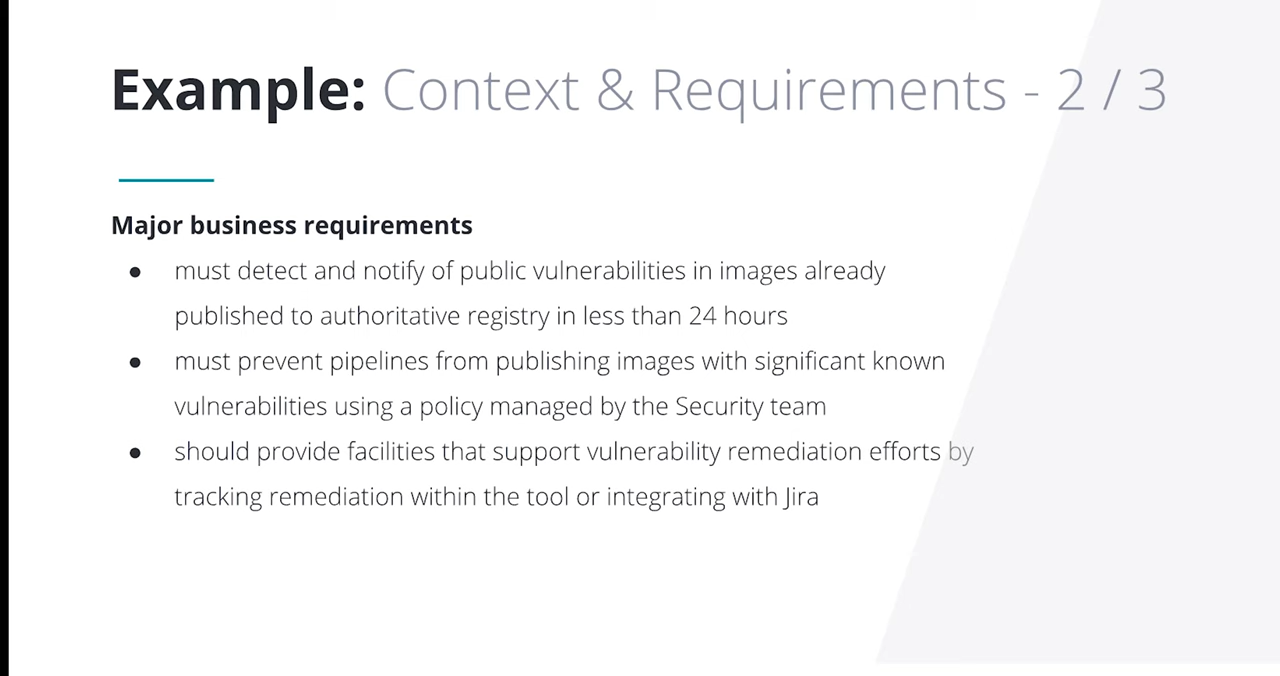 Example: Context & Requirements - 2 / 3
Major business requirements
● must detect and notify of public vulnerabilities in images already
published to authoritative registry in less than 24 hours
● must prevent pipelines from publishing images with significant known
vulnerabilities using a policy managed by the Security team
● should provide facilities that support vulnerability remediation efforts by
tracking remediation within the tool or integrating with Jira